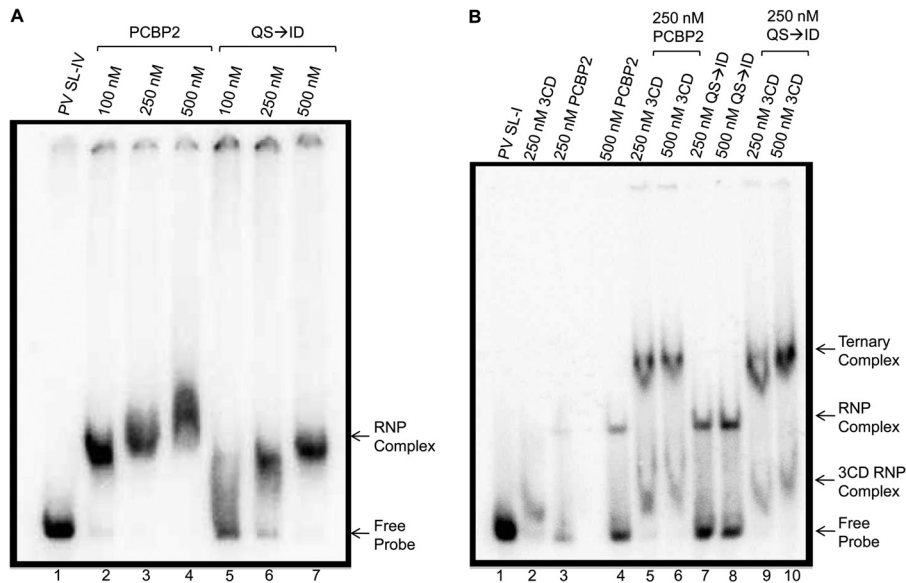 A
PCBP2
QS→ID
PV SL-IV
100 nM
250 nM
500 nM
100 nM
250 nM
500 nM
RNP
Complex
Free
Probe
1 2 3 4 5 6 7
B
250 nM
PCBP2
250 nM
QS→ID
PV SL-I
250 nM 3CD
250 nM PCBP2
500 nM PCBP2
250 nM 3CD
500 nM 3CD
250 nM QS→ID
500 nM QS→ID
250 nM 3CD
500 nM 3CD
Ternary
Complex
RNP
Complex
3CD RNP
Complex
Free
Probe
1 2 3 4 5 6 7 8 9 10